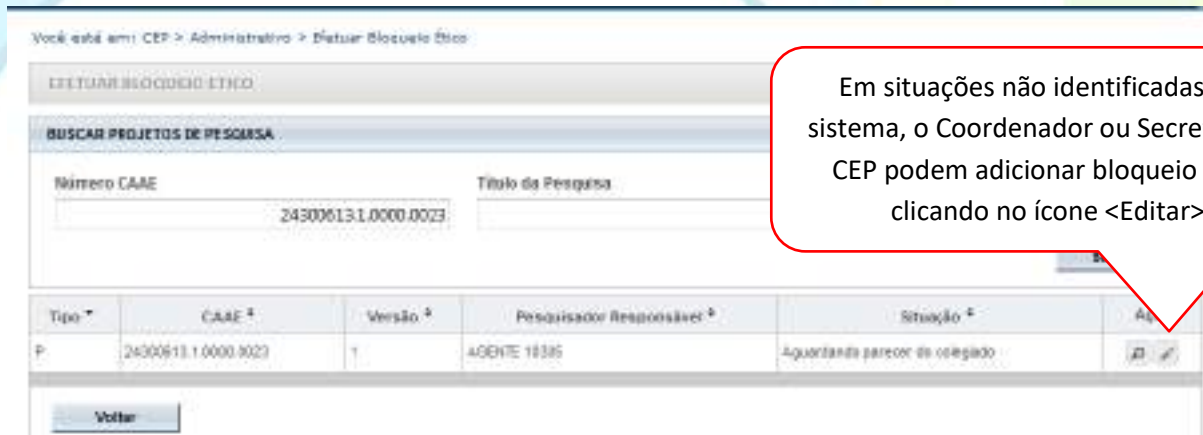 Você está em: CEP > Administrativo > Efetuar Bloqueio Ético
EFETUAR BLOQUEIO ÉTICO
BUSCAR PROJETOS DE PESQUISA
Número CAAE Título da Pesquisa
24300613.1.0000.0023
Em situações não identificadas
sistema, o Coordenador ou Secre
CEP podem adicionar bloqueio
clicando no ícone <Editar>
Tipo CAAE Versão Pesquisador Responsável Situação
P 24300613.1.0000.0023 1 AGENTE Aguardando parecer do colegiado
Voltar